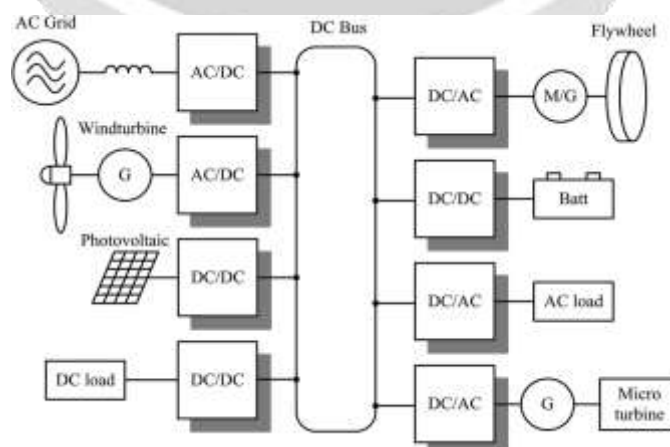 AC Grid
DC Bus
Flywheel
AC/DC
DC/AC
M/G
Windturbine
G
AC/DC
DC/DC
Batt
Photovoltaic
DC/DC
DC/AC
AC load
DC load
DC/DC
DC/AC
G
Micro
turbine